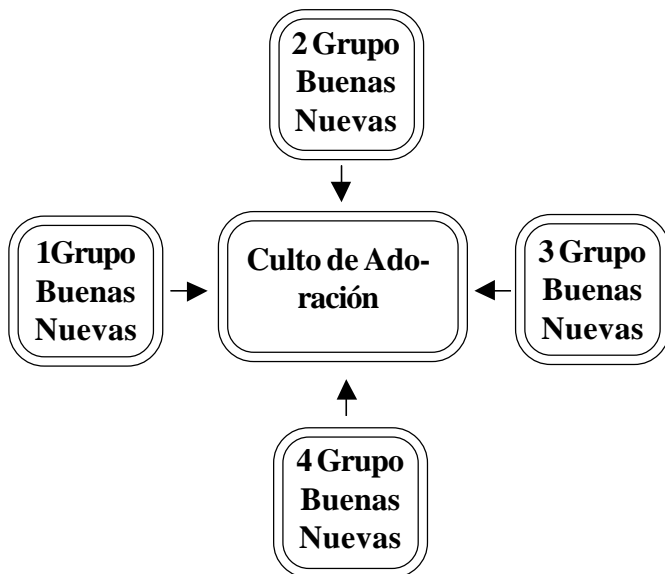 2 Grupo
Buenas
Nuevas
1Grupo
Buenas
Nuevas
Culto de Ado-
ración
3 Grupo
Buenas
Nuevas
4 Grupo
Buenas
Nuevas